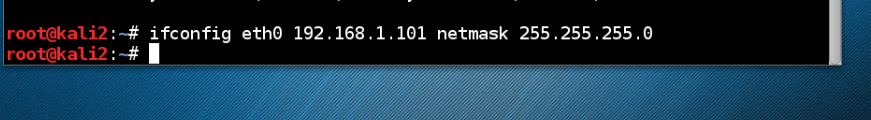 root@kali2:~# ifconfig eth0 192.168.1.101 netmask 255.255.255.0
root@kali2:~#